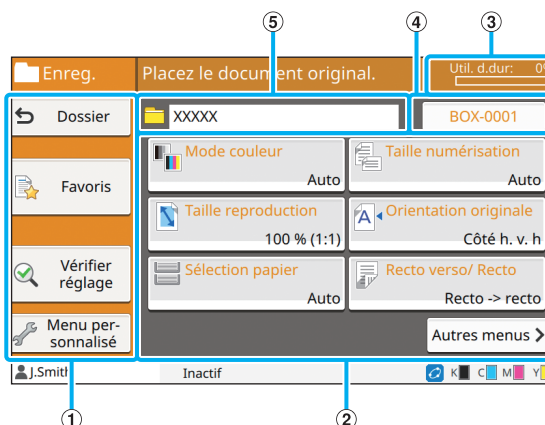 ⑤ ④ ③
Enreg. Placez le document original. Util. d.dur: 0%
Dossier
XXXXX
BOX-0001
Favoris
Vérifier
réglage
Menu per-
sonnalisé
Mode couleur
Auto
Taille numérisation
Auto
Taille reproduction
100 % (1:1)
Orientation originale
Côté h. v. h
Sélection papier
Auto
Recto verso/ Recto
Recto -> recto
Autres menus
J.Smith Inactif K C M Y
① ②